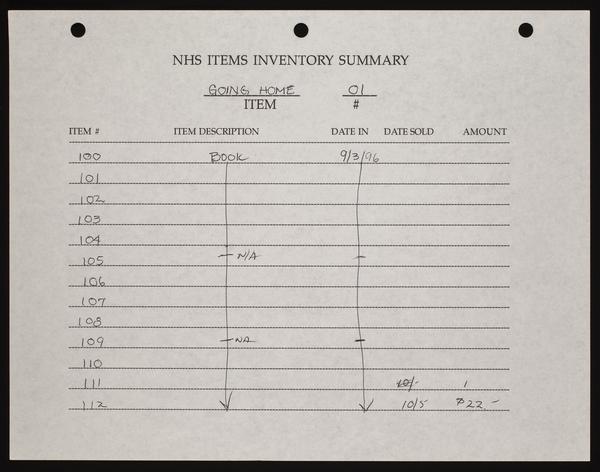 NHS ITEMS INVENTORY SUMMARY
GOING HOME 01
ITEM #
ITEM # ITEM DESCRIPTION DATE IN DATE SOLD AMOUNT
100 BOOK 9/3/96
101
102
103
104
105 N/A
106
107
108
109 NA
110
111 10/-
112 10/5 $22.-